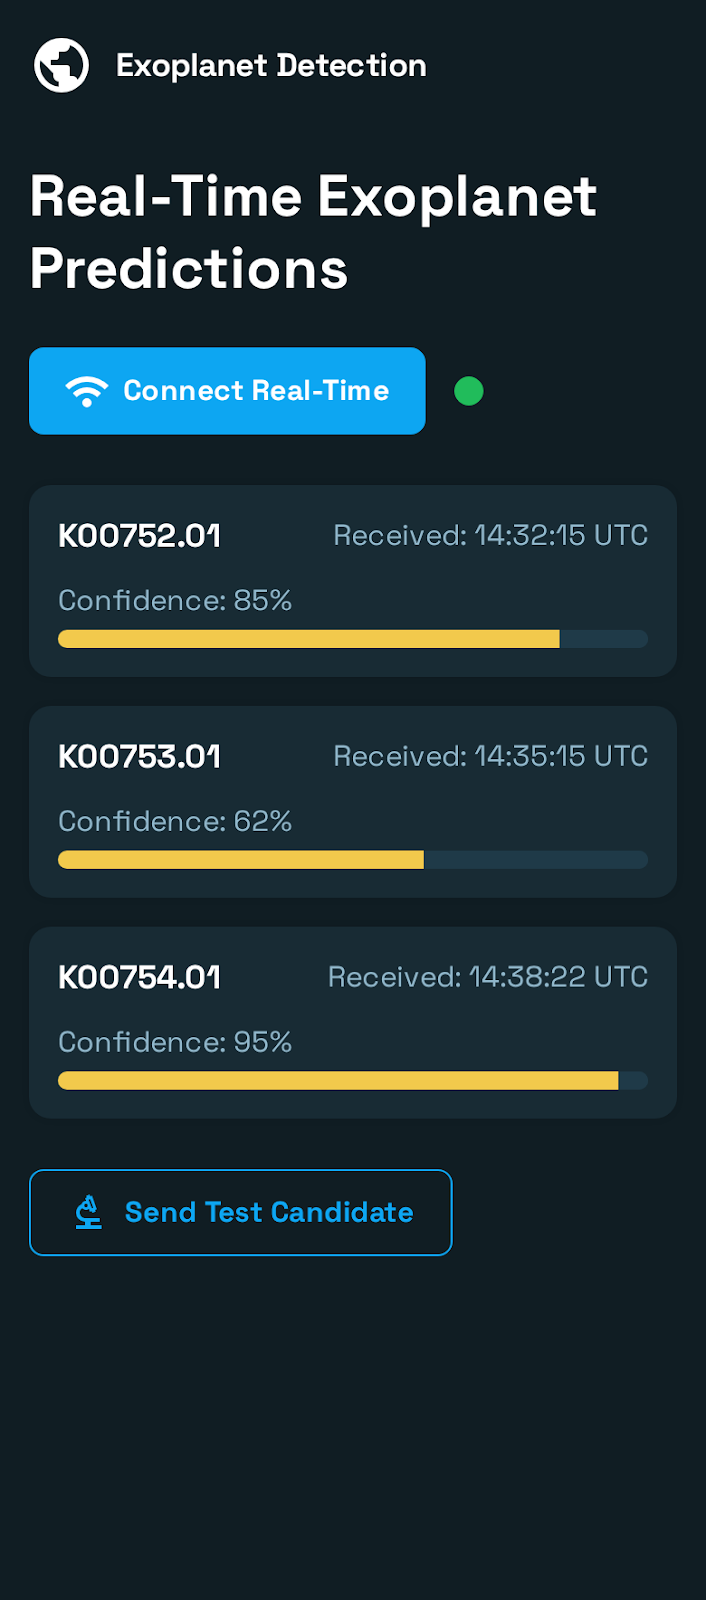 Exoplanet Detection
Real-Time Exoplanet
Predictions
Connect Real-Time
K00752.01 Received: 14:32:15 UTC
Confidence: 85%
K00753.01 Received: 14:35:15 UTC
Confidence: 62%
K00754.01 Received: 14:38:22 UTC
Confidence: 95%
Send Test Candidate